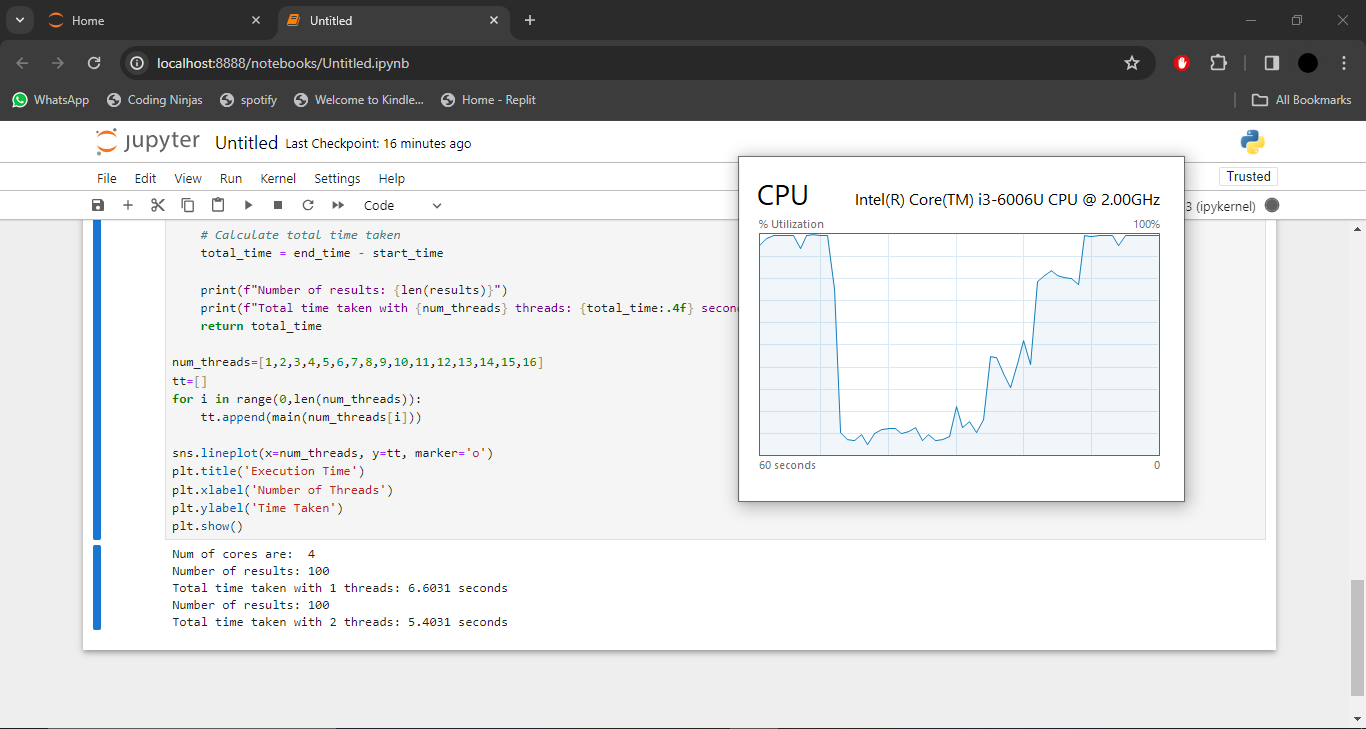 Home
Untitled
localhost:8888/notebooks/Untitled.ipynb
WhatsApp
Coding Ninjas
spotify
Welcome to Kindle...
Home - Replit
All Bookmarks
jupyter
Untitled Last Checkpoint: 16 minutes ago
File Edit View Run Kernel Settings Help
Trusted
Code
3 (ipykernel)
# Calculate total time taken
total_time = end_time - start_time
print(f"Number of results: {len(results)}")
print(f"Total time taken with {num_threads} threads: {total_time:.4f} secon
return total_time
num_threads=[1,2,3,4,5,6,7,8,9,10,11,12,13,14,15,16]
tt=[]
for i in range(0,len(num_threads)):
tt.append(main(num_threads[i]))
sns.lineplot(x=num_threads, y=tt, marker='o')
plt.title('Execution Time')
plt.xlabel('Number of Threads')
plt.ylabel('Time Taken')
plt.show()
Num of cores are:  4
Number of results: 100
Total time taken with 1 threads: 6.6031 seconds
Number of results: 100
Total time taken with 2 threads: 5.4031 seconds
CPU
Intel(R) Core(TM) i3-6006U CPU @ 2.00GHz
% Utilization
100%
60 seconds
0